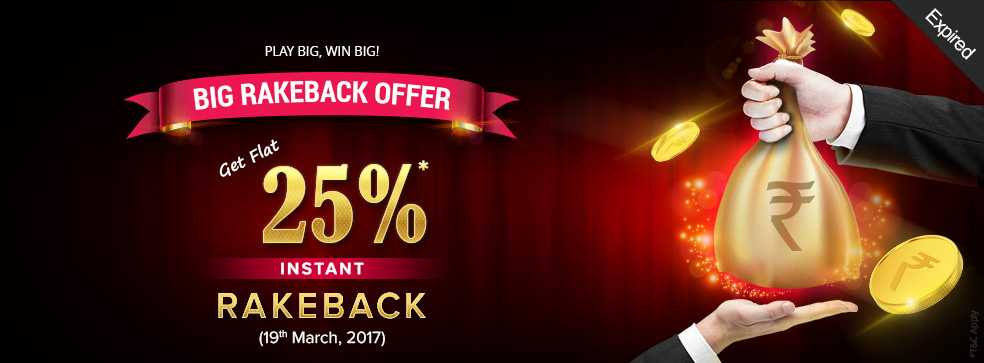 Expired
PLAY BIG, WIN BIG!
BIG RAKEBACK OFFER
Get Flat
25%*
INSTANT
RAKEBACK
(19th March, 2017)
₹
₹
*T&C Apply